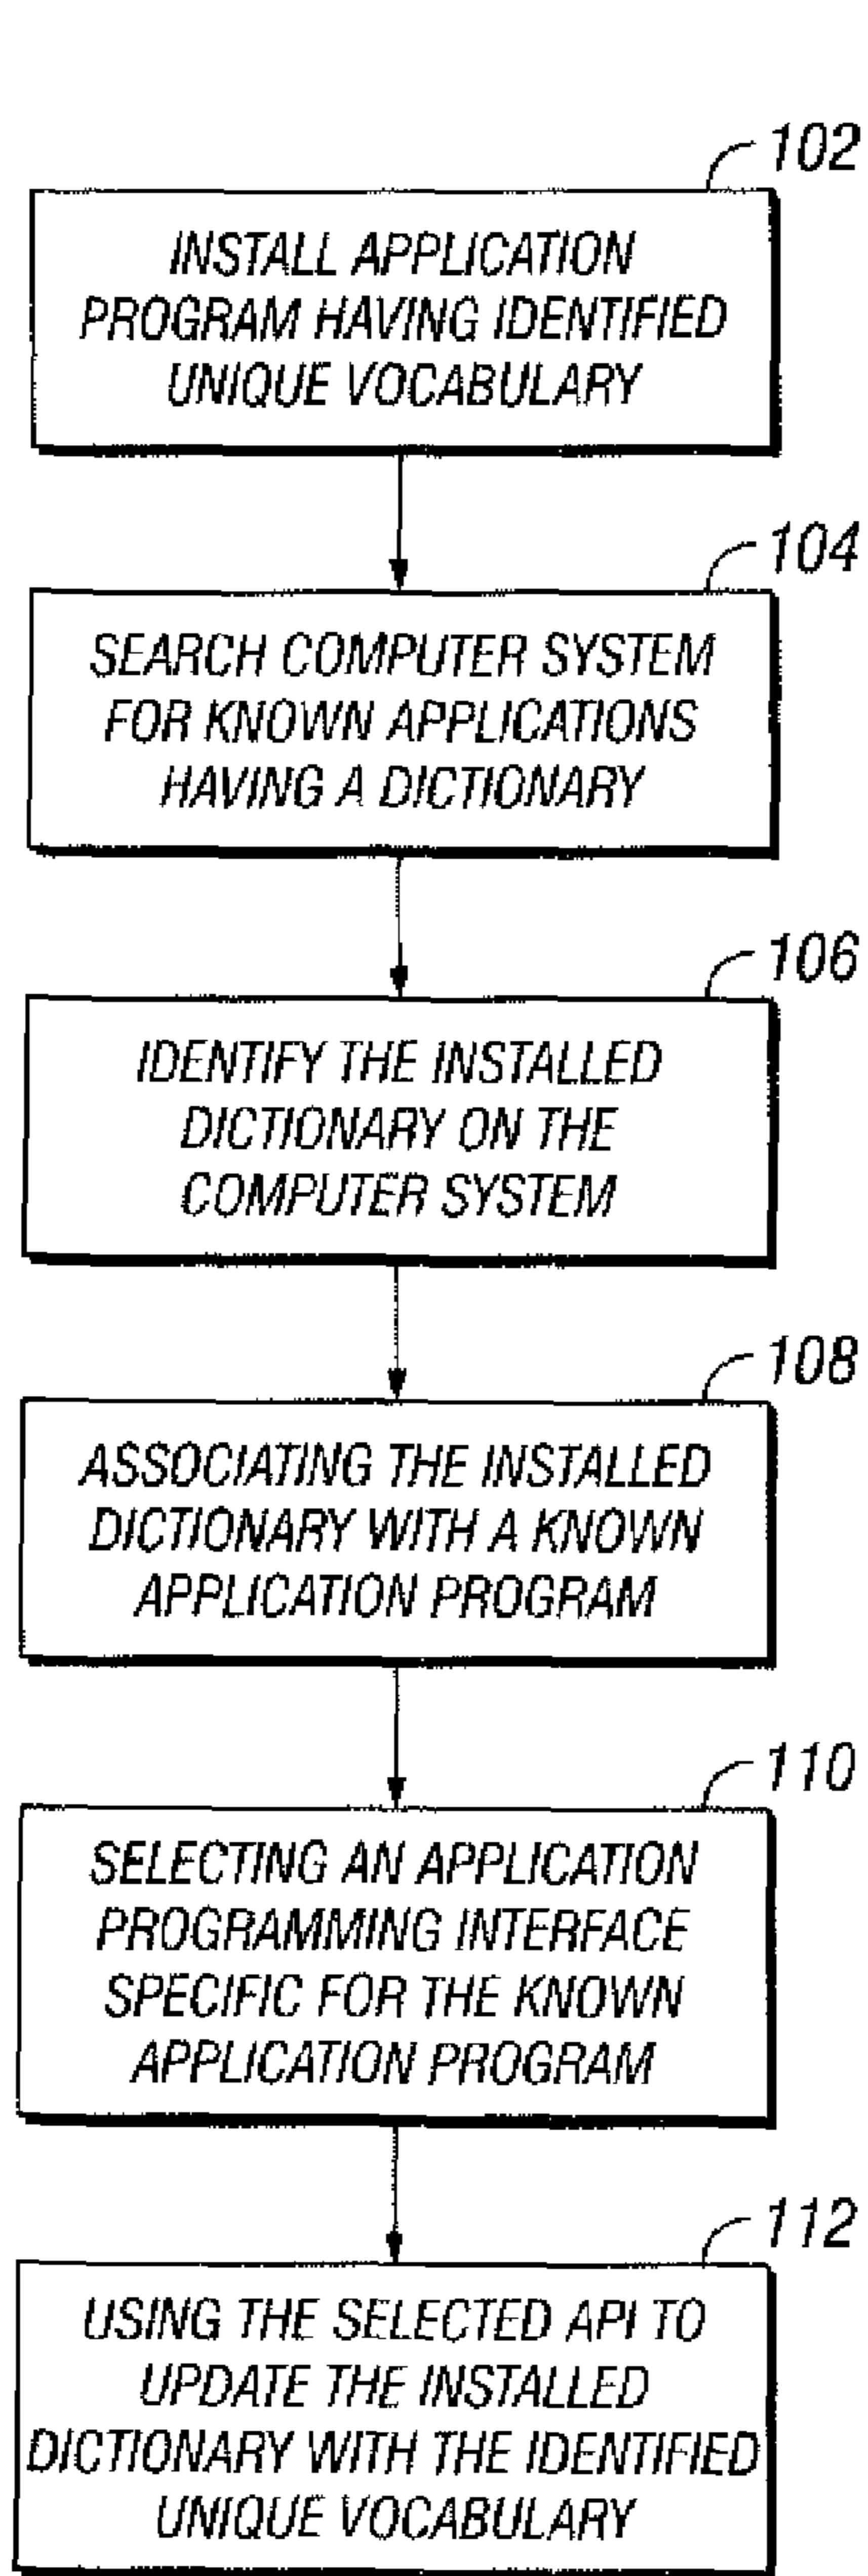 102
INSTALL APPLICATION
PROGRAM HAVING IDENTIFIED
UNIQUE VOCABULARY
104
SEARCH COMPUTER SYSTEM
FOR KNOWN APPLICATIONS
HAVING A DICTIONARY
106
IDENTIFY THE INSTALLED
DICTIONARY ON THE
COMPUTER SYSTEM
108
ASSOCIATING THE INSTALLED
DICTIONARY WITH A KNOWN
APPLICATION PROGRAM
110
SELECTING AN APPLICATION
PROGRAMMING INTERFACE
SPECIFIC FOR THE KNOWN
APPLICATION PROGRAM
112
USING THE SELECTED API TO
UPDATE THE INSTALLED
DICTIONARY WITH THE IDENTIFIED
UNIQUE VOCABULARY